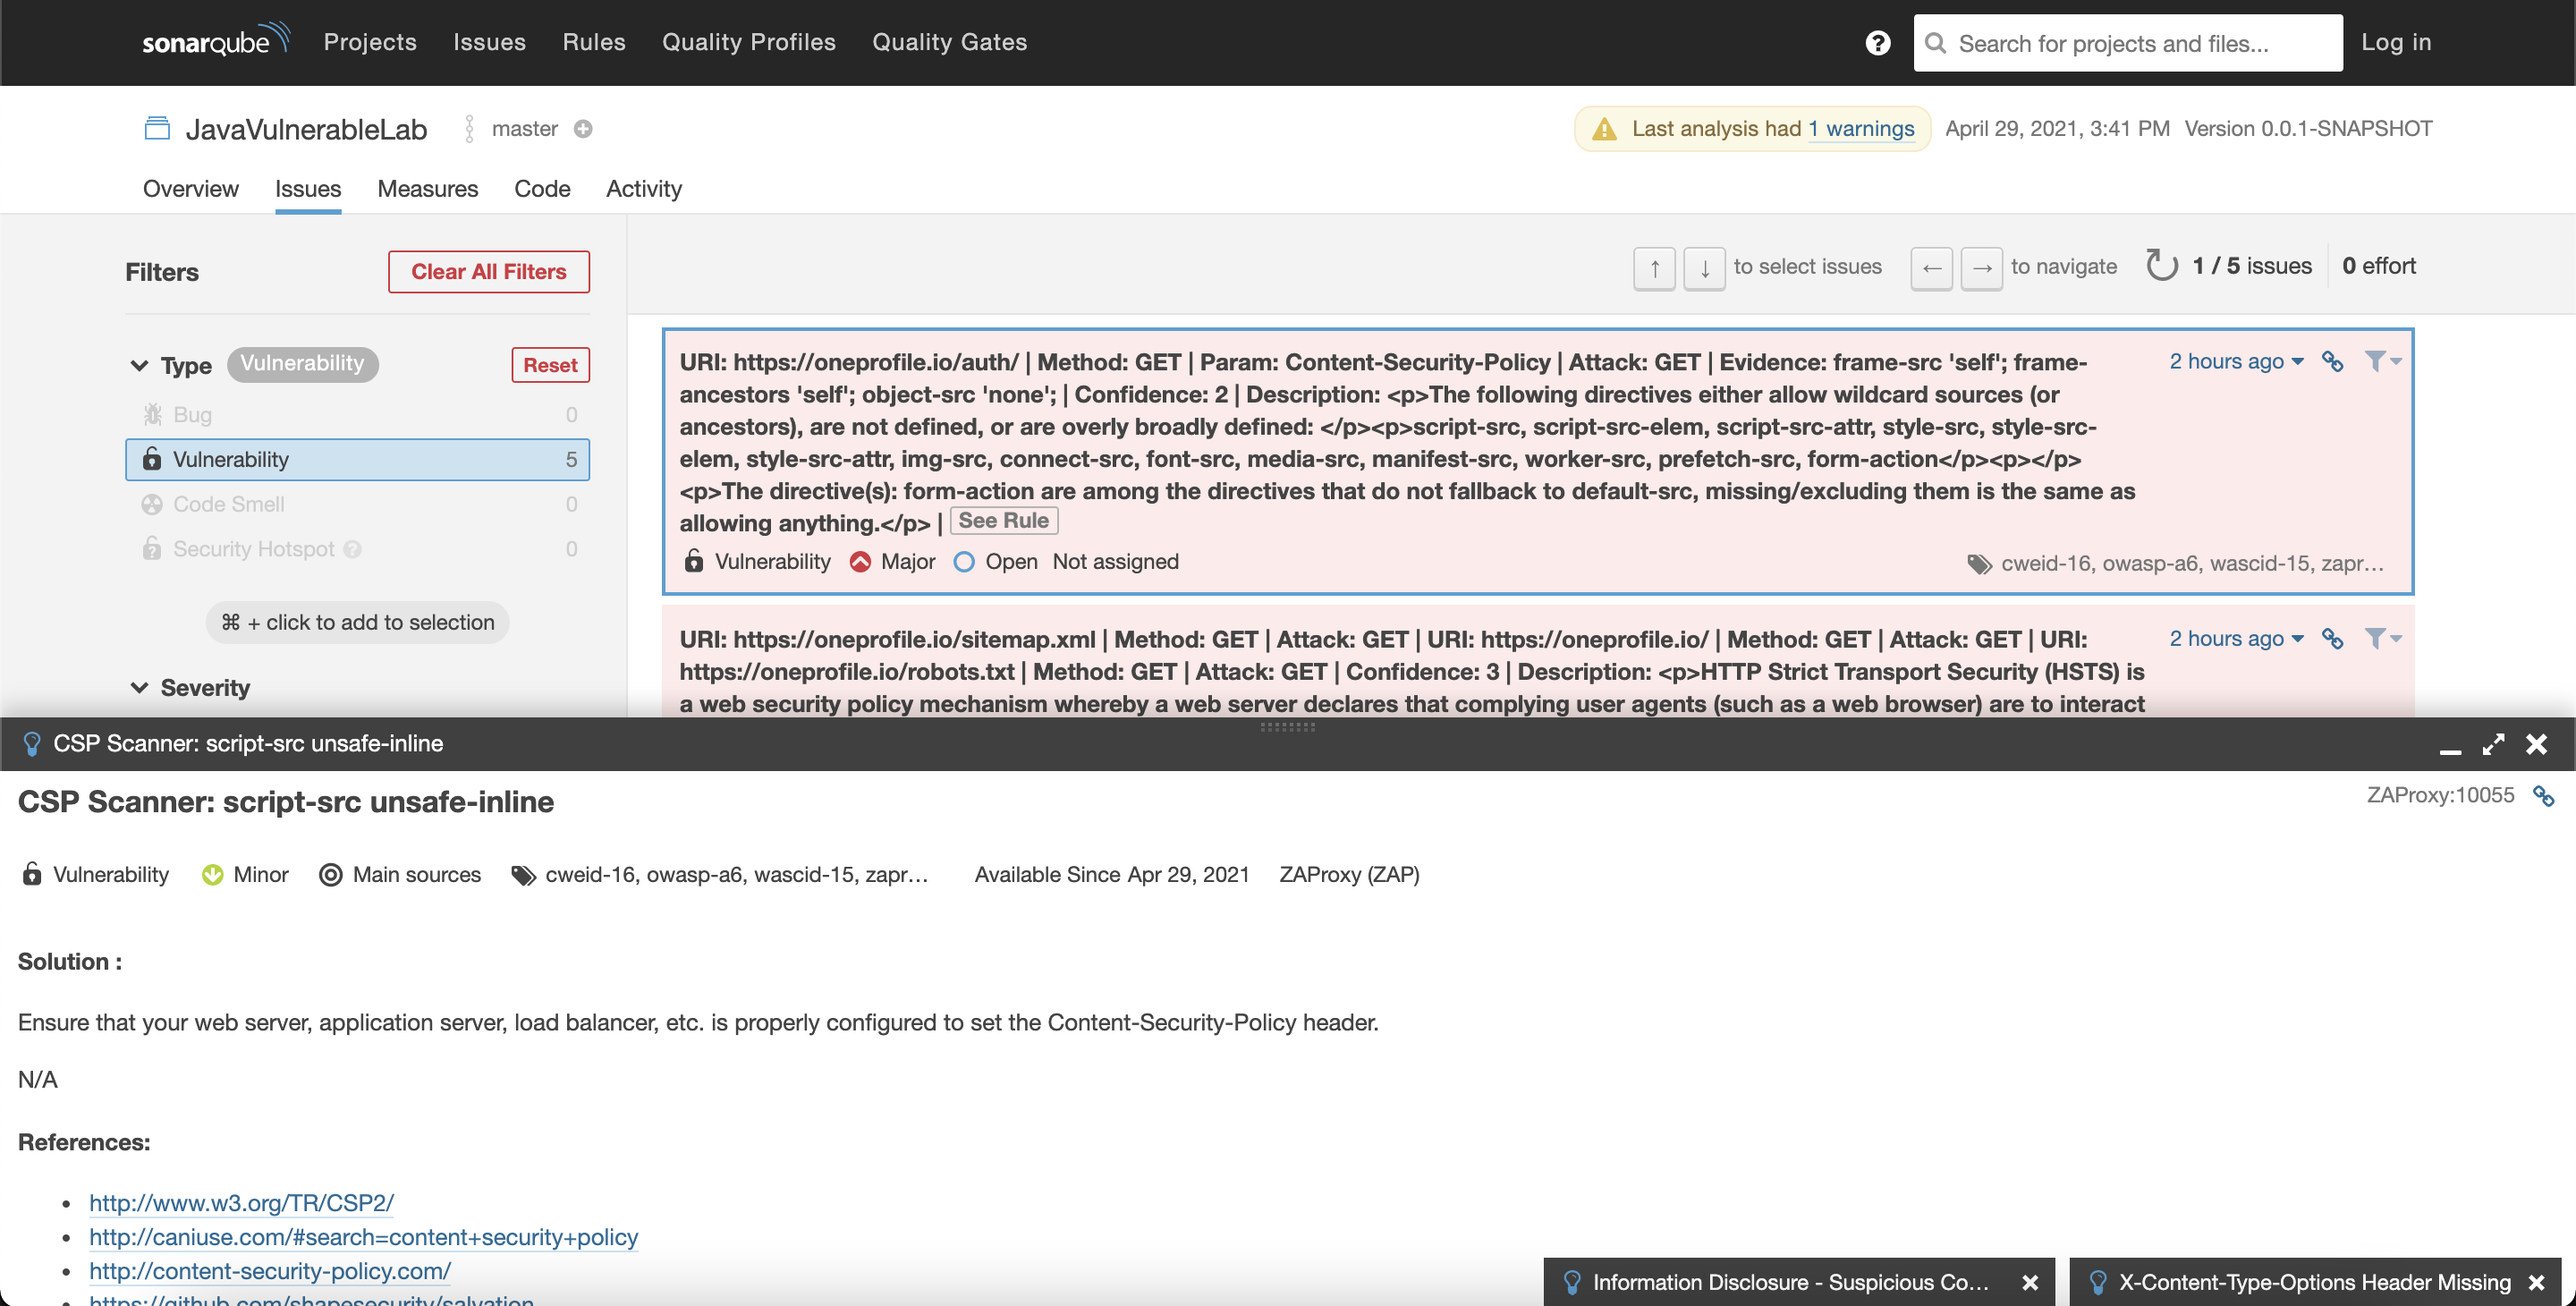 sonarqube Projects Issues Rules Quality Profiles Quality Gates ? Search for projects and files... Log in
JavaVulnerableLab master Last analysis had 1 warnings April 29, 2021, 3:41 PM Version 0.0.1-SNAPSHOT
Overview Issues Measures Code Activity
Filters Clear All Filters
↑ ↓ to select issues ← → to navigate 1 / 5 issues 0 effort
Type Vulnerability Reset
Bug 0
Vulnerability 5
Code Smell 0
Security Hotspot ? 0
⌘ + click to add to selection
Severity
URI: https://oneprofile.io/auth/ | Method: GET | Param: Content-Security-Policy | Attack: GET | Evidence: frame-src 'self'; frame-
ancestors 'self'; object-src 'none'; | Confidence: 2 | Description: <p>The following directives either allow wildcard sources (or
ancestors), are not defined, or are overly broadly defined: </p><p>script-src, script-src-elem, script-src-attr, style-src, style-src-
elem, style-src-attr, img-src, connect-src, font-src, media-src, manifest-src, worker-src, prefetch-src, form-action</p><p></p>
<p>The directive(s): form-action are among the directives that do not fallback to default-src, missing/excluding them is the same as
allowing anything.</p> | See Rule
2 hours ago
Vulnerability Major Open Not assigned cweid-16, owasp-a6, wascid-15, zapr...
URI: https://oneprofile.io/sitemap.xml | Method: GET | Attack: GET | URI: https://oneprofile.io/ | Method: GET | Attack: GET | URI:
https://oneprofile.io/robots.txt | Method: GET | Attack: GET | Confidence: 3 | Description: <p>HTTP Strict Transport Security (HSTS) is
a web security policy mechanism whereby a web server declares that complying user agents (such as a web browser) are to interact
2 hours ago
CSP Scanner: script-src unsafe-inline
CSP Scanner: script-src unsafe-inline ZAProxy:10055
Vulnerability Minor Main sources cweid-16, owasp-a6, wascid-15, zapr... Available Since Apr 29, 2021 ZAProxy (ZAP)
Solution :
Ensure that your web server, application server, load balancer, etc. is properly configured to set the Content-Security-Policy header.
N/A
References:
http://www.w3.org/TR/CSP2/
http://caniuse.com/#search=content+security+policy
http://content-security-policy.com/
https://github.com/shapesecurity/salvation
Information Disclosure - Suspicious Co... X-Content-Type-Options Header Missing